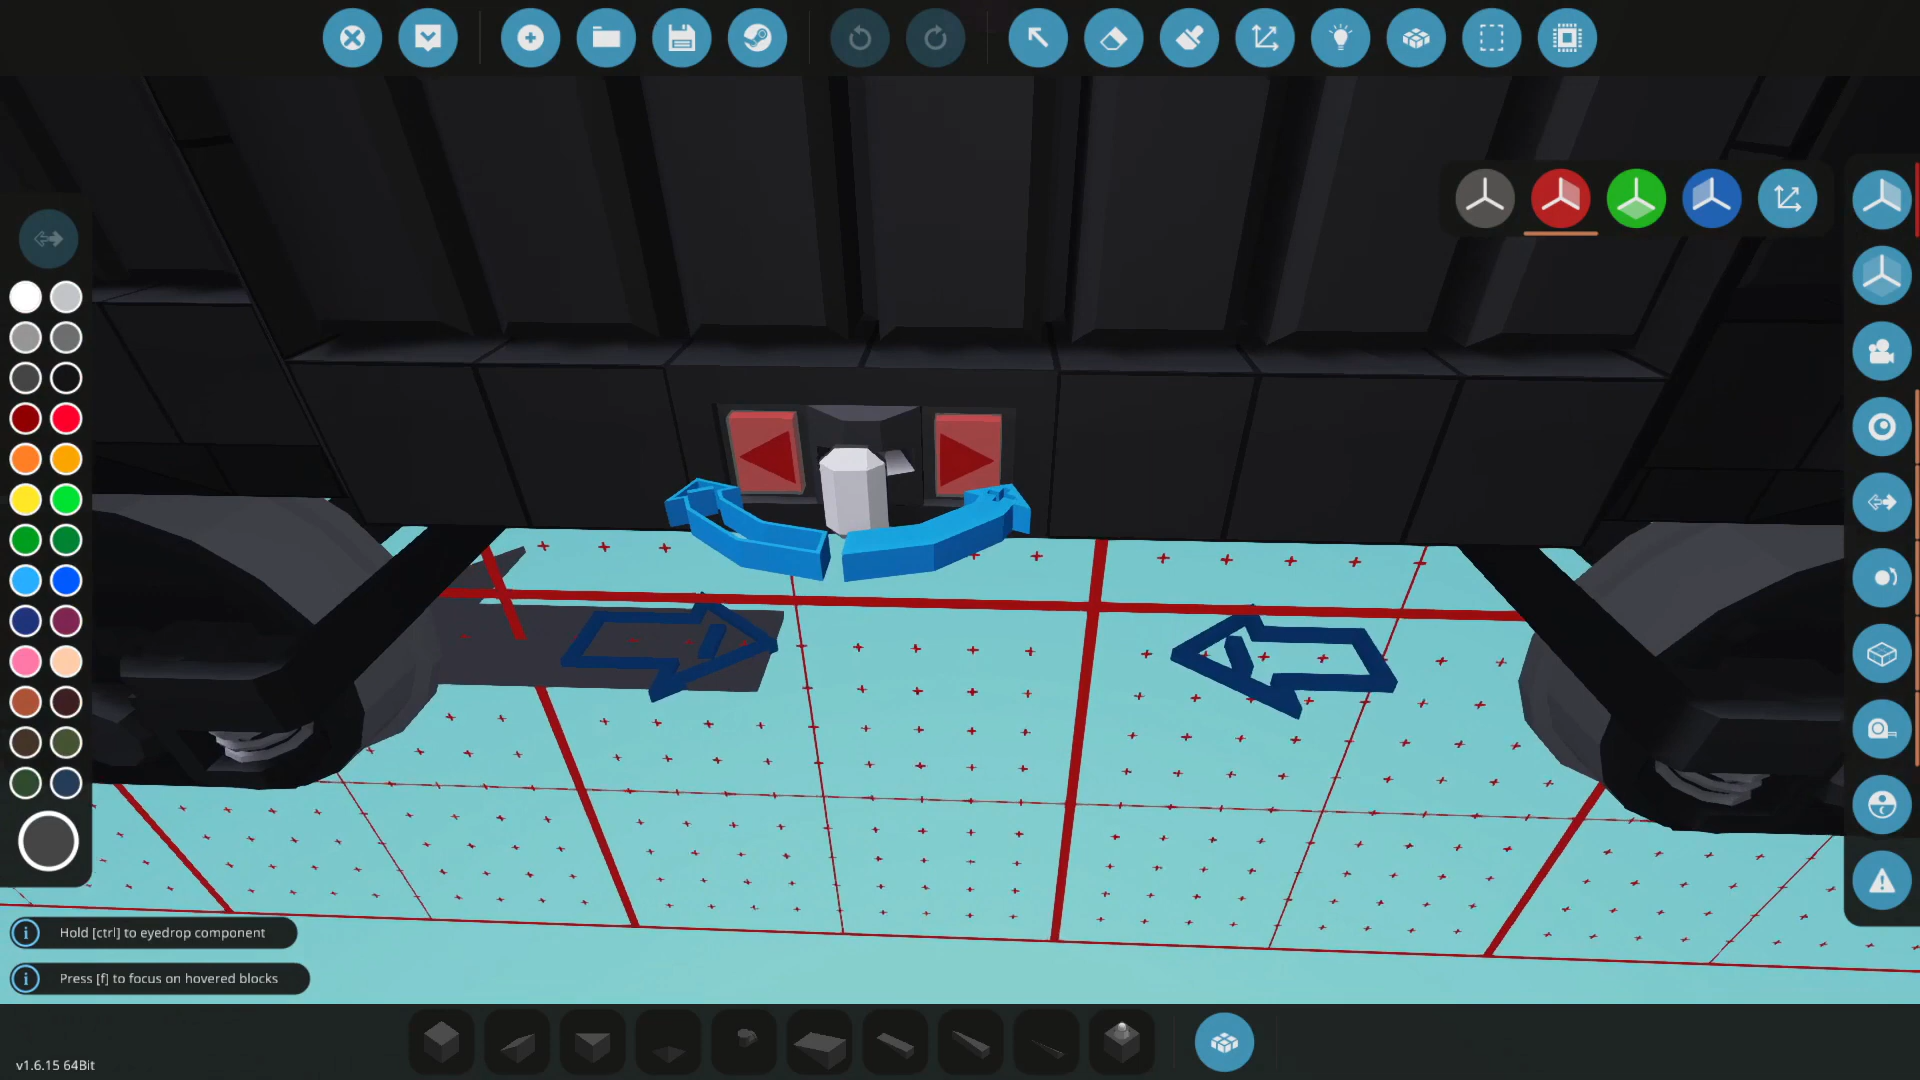 Hold [ctrl] to eyedrop component
Press [f] to focus on hovered blocks
v1.6.15 64Bit